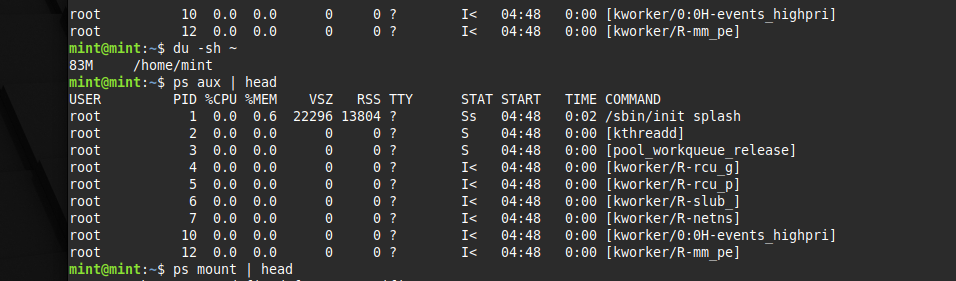 root          10  0.0  0.0      0     0 ?        I<   04:48   0:00 [kworker/0:0H-events_highpri]
root          12  0.0  0.0      0     0 ?        I<   04:48   0:00 [kworker/R-mm_pe]
mint@mint:~$ du -sh ~
83M     /home/mint
mint@mint:~$ ps aux | head
USER         PID %CPU %MEM    VSZ   RSS TTY      STAT START   TIME COMMAND
root           1  0.0  0.6  22296 13804 ?        Ss   04:48   0:02 /sbin/init splash
root           2  0.0  0.0      0     0 ?        S    04:48   0:00 [kthreadd]
root           3  0.0  0.0      0     0 ?        S    04:48   0:00 [pool_workqueue_release]
root           4  0.0  0.0      0     0 ?        I<   04:48   0:00 [kworker/R-rcu_g]
root           5  0.0  0.0      0     0 ?        I<   04:48   0:00 [kworker/R-rcu_p]
root           6  0.0  0.0      0     0 ?        I<   04:48   0:00 [kworker/R-slub_]
root           7  0.0  0.0      0     0 ?        I<   04:48   0:00 [kworker/R-netns]
root          10  0.0  0.0      0     0 ?        I<   04:48   0:00 [kworker/0:0H-events_highpri]
root          12  0.0  0.0      0     0 ?        I<   04:48   0:00 [kworker/R-mm_pe]
mint@mint:~$ ps mount | head